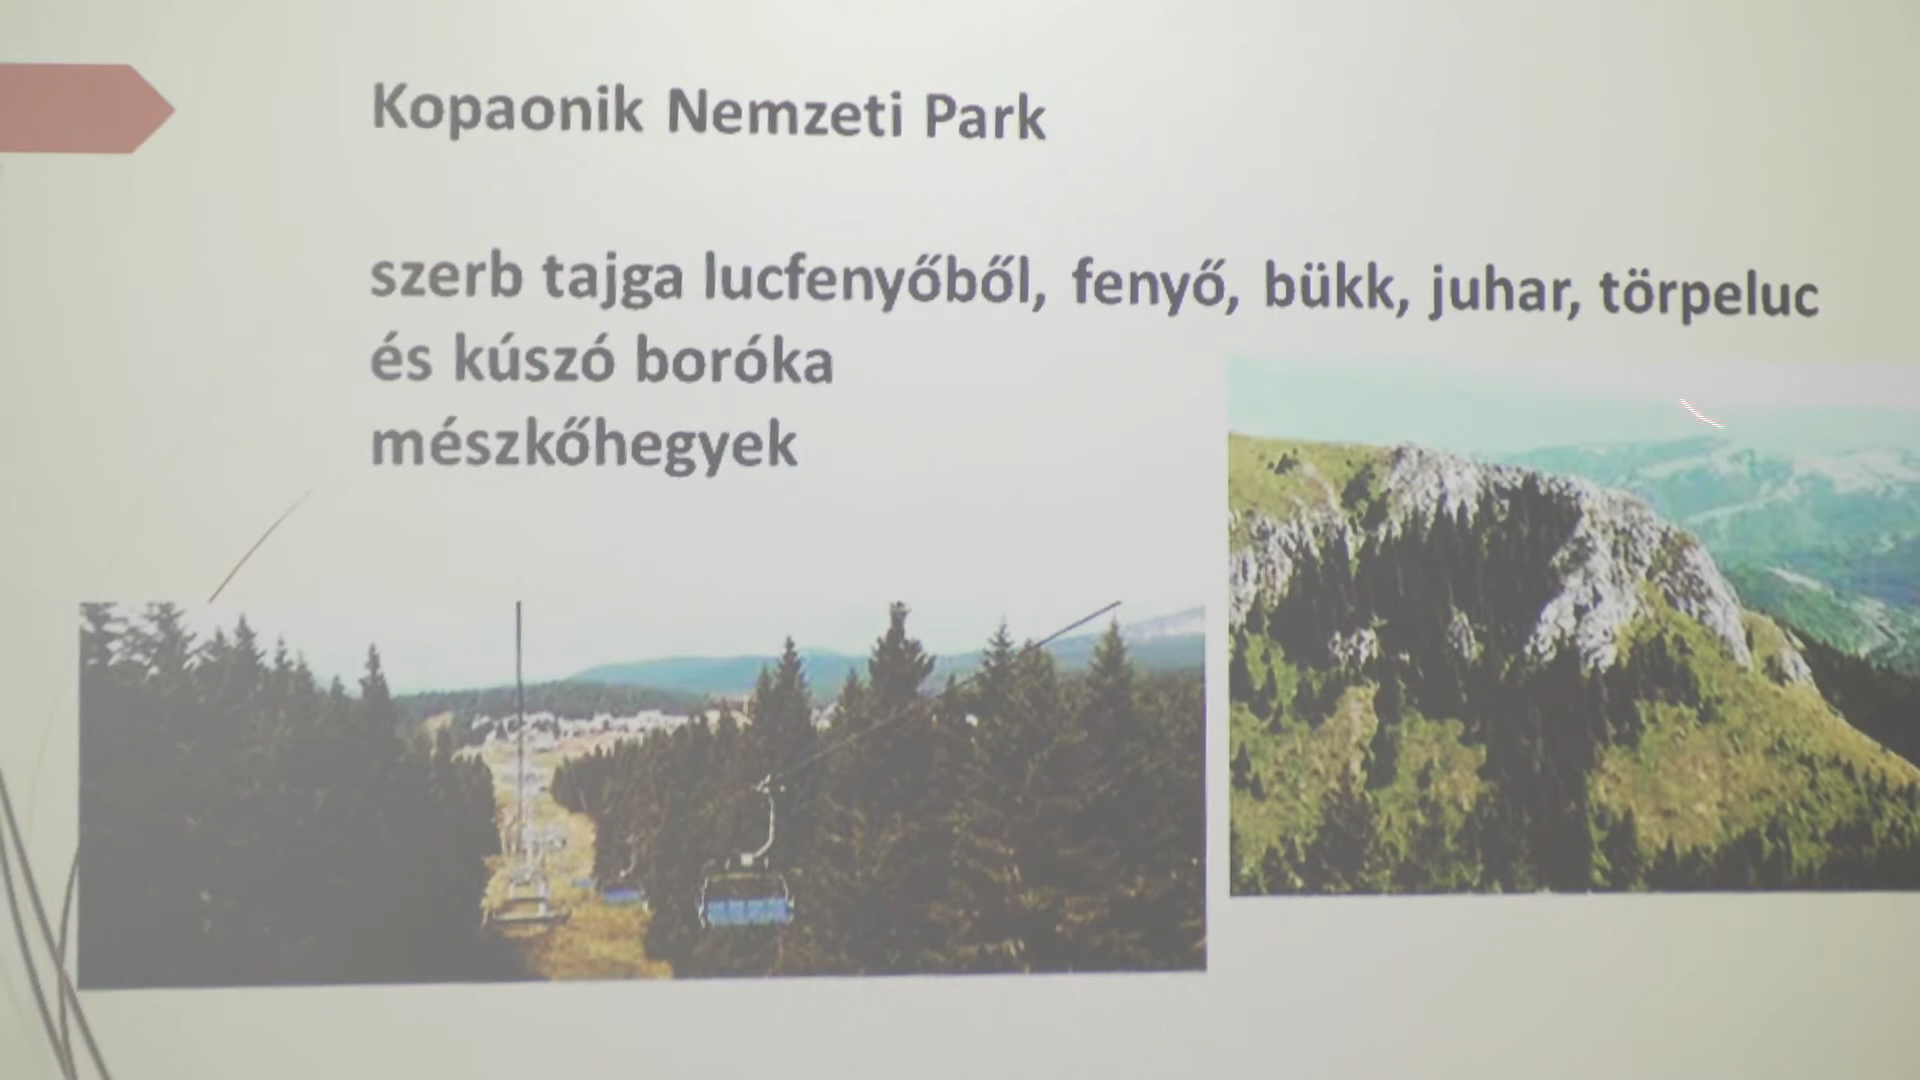 Kopaonik Nemzeti Park
szerb tajga lucfenyőből, fenyő, bükk, juhar, törpeluc
és kúszó boróka
mészkőhegyek